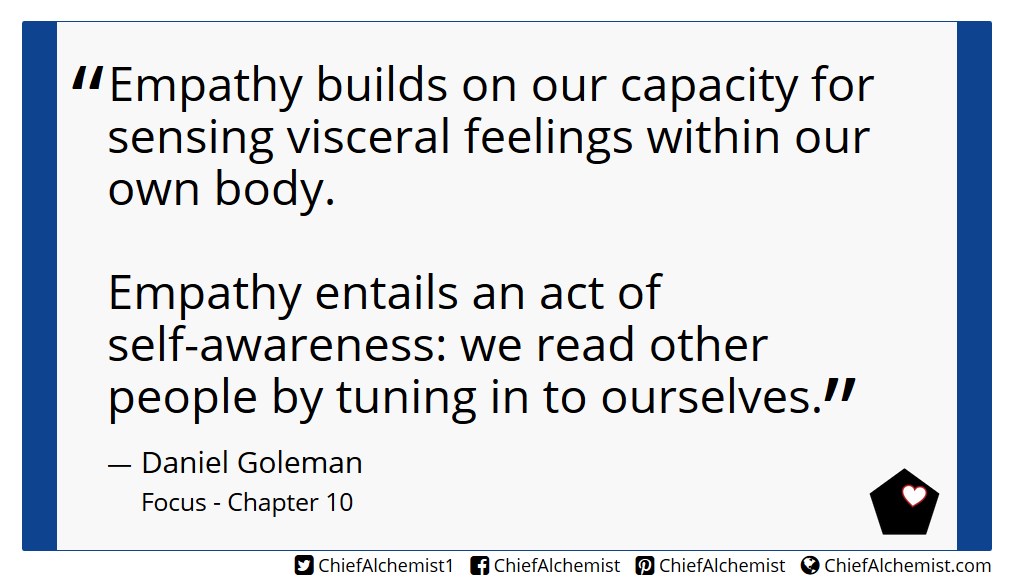 “Empathy builds on our capacity for
sensing visceral feelings within our
own body.
Empathy entails an act of
self-awareness: we read other
people by tuning in to ourselves.”
— Daniel Goleman
Focus - Chapter 10
ChiefAlchemist1 ChiefAlchemist ChiefAlchemist ChiefAlchemist.com